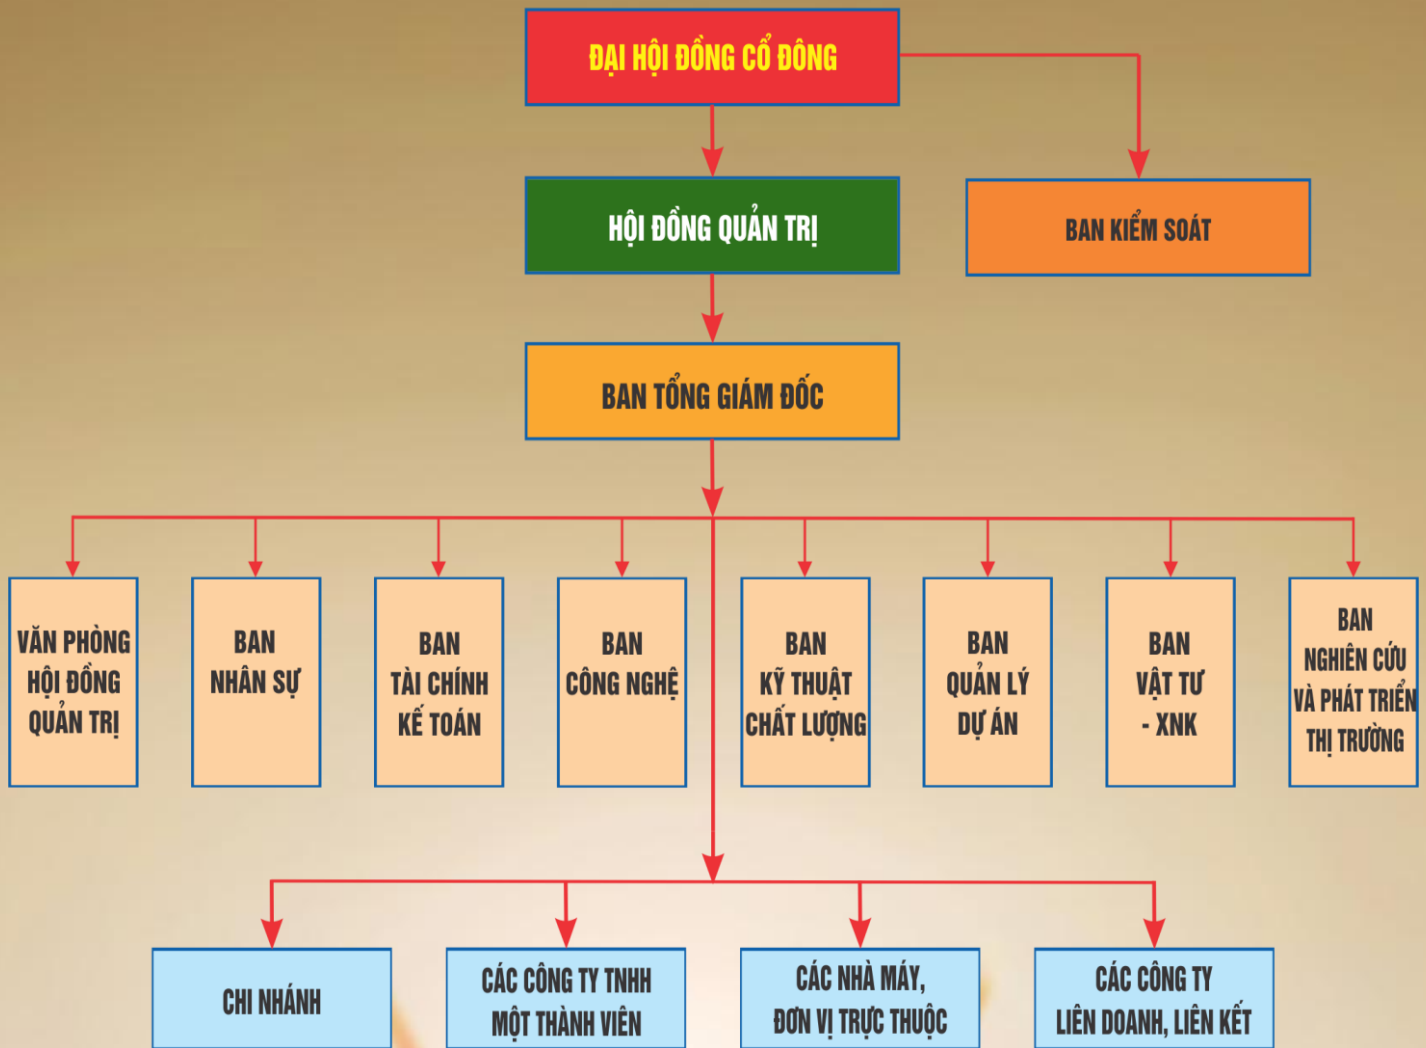 ĐẠI HỘI ĐỒNG CỔ ĐÔNG
HỘI ĐỒNG QUẢN TRỊ
BAN KIỂM SOÁT
BAN TỔNG GIÁM ĐỐC
VĂN PHÒNG
HỘI ĐỒNG
QUẢN TRỊ
BAN
NHÂN SỰ
BAN
TÀI CHÍNH
KẾ TOÁN
BAN
CÔNG NGHỆ
BAN
KỸ THUẬT
CHẤT LƯỢNG
BAN
QUẢN LÝ
DỰ ÁN
BAN
VẬT TƯ
- XNK
BAN
NGHIÊN CỨU
VÀ PHÁT TRIỂN
THỊ TRƯỜNG
CHI NHÁNH
CÁC CÔNG TY TNHH
MỘT THÀNH VIÊN
CÁC NHÀ MÁY,
ĐƠN VỊ TRỰC THUỘC
CÁC CÔNG TY
LIÊN DOANH, LIÊN KẾT